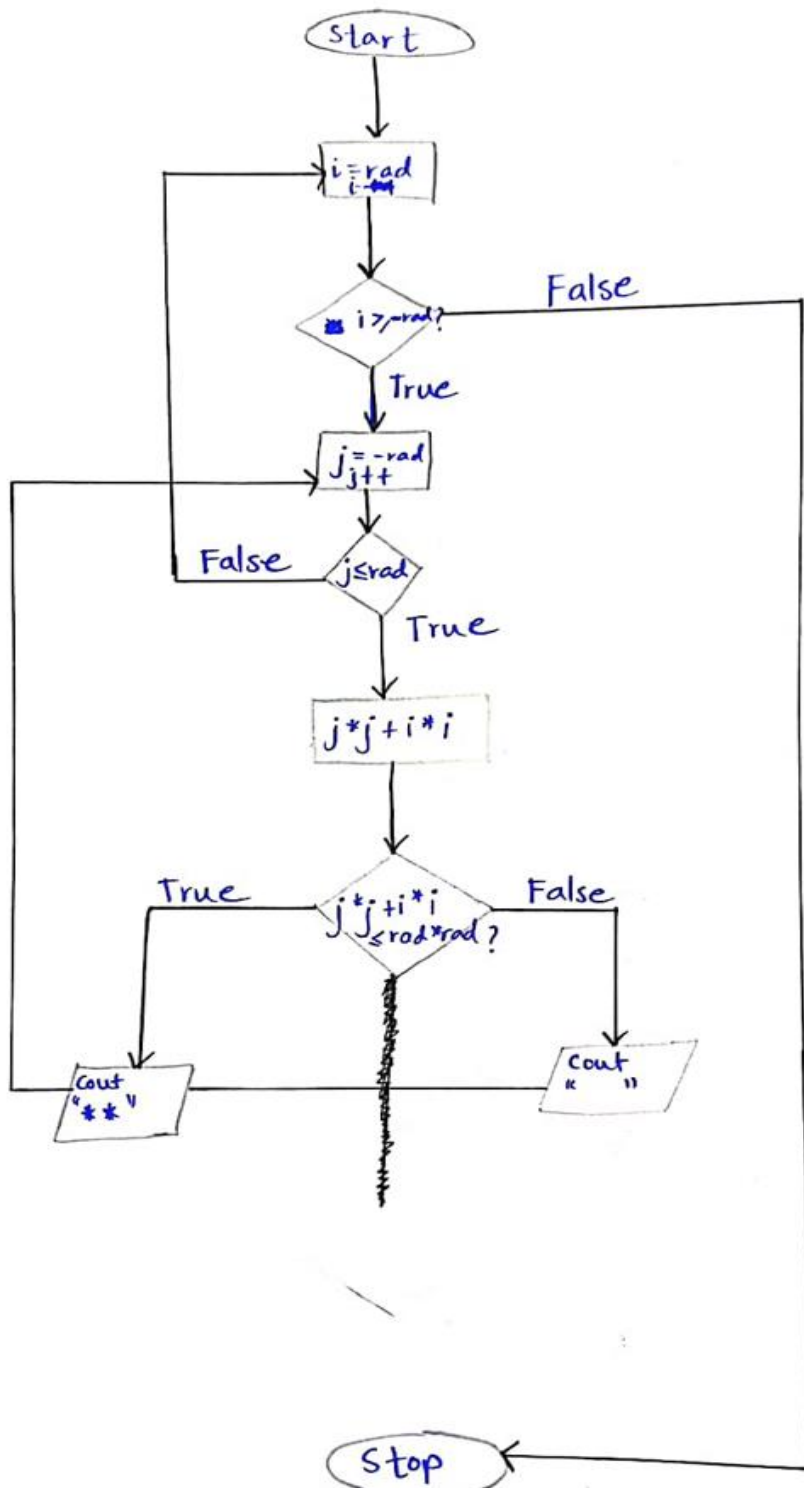 Start
i = rad
i--
i >, -rad?
False
True
j = -rad
j++
j ≤ rad
False
True
j*j + i*i
j*j + i*i
≤ rad*rad ?
True
False
Cout
"**"
Cout
"  "
Stop